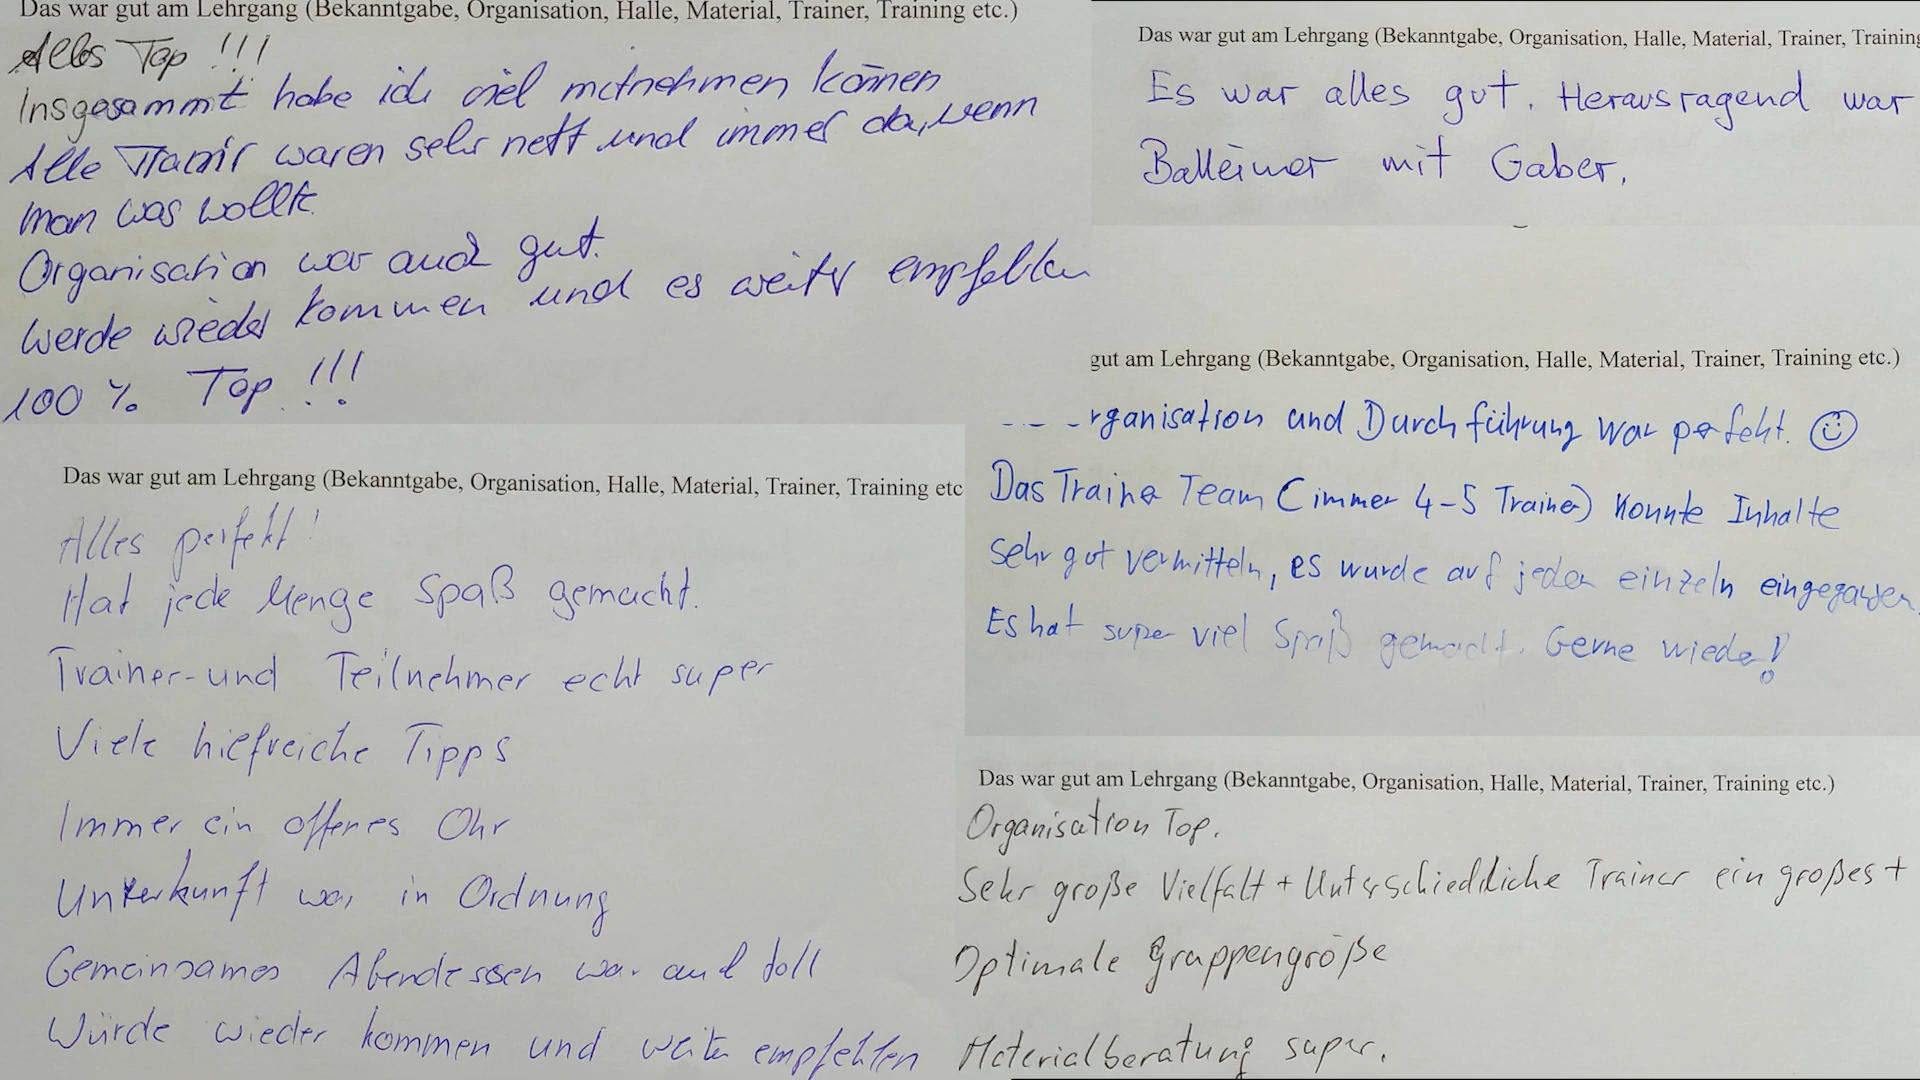 Das war gut am Lehrgang (Bekanntgabe, Organisation, Halle, Material, Trainer, Training etc.)
Alles Top !!!
Insgesammt habe ich viel mitnehmen können
Alle Trainir waren sehr nett und immer da, wenn
man was wollte
Organisation war auch gut.
Werde wieder kommen und es weiter empfehlen
100 % Top !!!
Das war gut am Lehrgang (Bekanntgabe, Organisation, Halle, Material, Trainer, Training
Es war alles gut. Herausragend war
Balleimer mit Gaber.
gut am Lehrgang (Bekanntgabe, Organisation, Halle, Material, Trainer, Training etc.)
rganisation und Durchführung war perfekt. ☺
Das Trainer Team (immer 4-5 Trainer) konnte Inhalte
sehr gut vermitteln, es wurde auf jeden einzeln eingegangen.
Es hat super viel Spaß gemacht. Gerne wieder!
Das war gut am Lehrgang (Bekanntgabe, Organisation, Halle, Material, Trainer, Training etc
Alles perfekt!
Hat jede Menge Spaß gemacht.
Trainer- und Teilnehmer echt super
Viele hielfreiche Tipps
Immer ein offenes Ohr
Unterkunft war in Ordnung
Gemeinsames Abendessen war auch toll
Würde wieder kommen und weiter empfehlen
Das war gut am Lehrgang (Bekanntgabe, Organisation, Halle, Material, Trainer, Training etc.)
Organisation Top.
Sehr große Vielfalt + Unterschieddliche Trainer ein großes +
Optimale Gruppengröße
Materialberatung super.